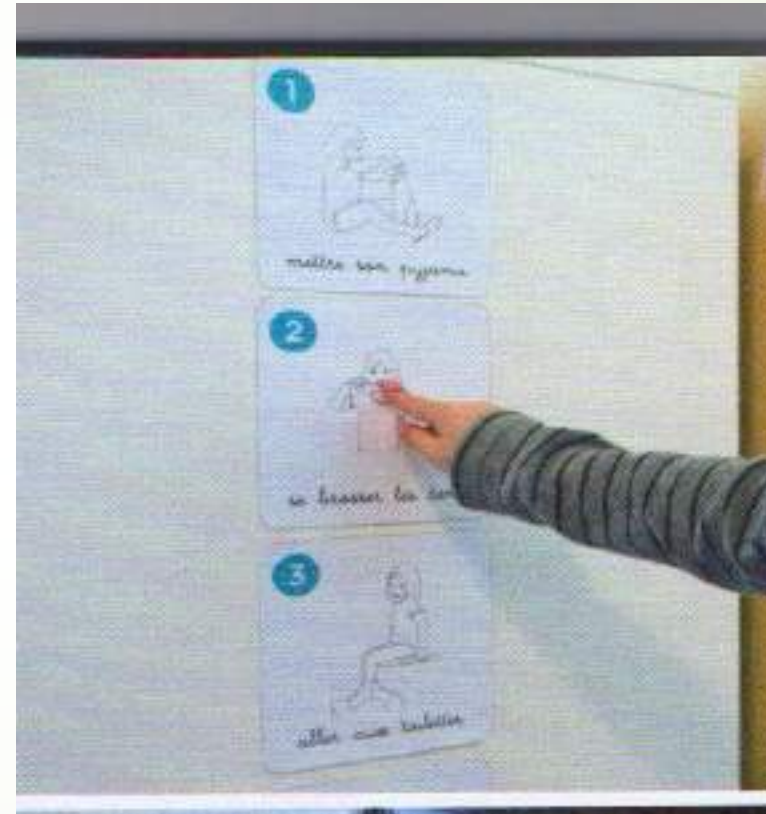 1
mettre son pyjama
2
se brosser les
3
aller aux toilettes